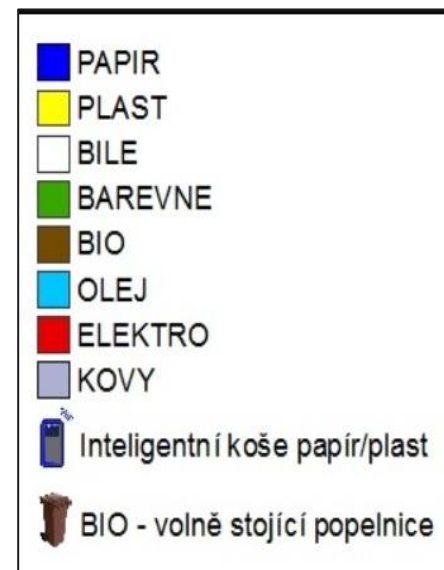 PAPIR
PLAST
BILE
BAREVNE
BIO
OLEJ
ELEKTRO
KOVY
Inteligentní koše papír/plast
BIO - volně stojící popelnice